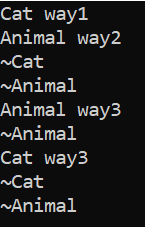 Cat way1
Animal way2
~Cat
~Animal
Animal way3
~Animal
Cat way3
~Cat
~Animal